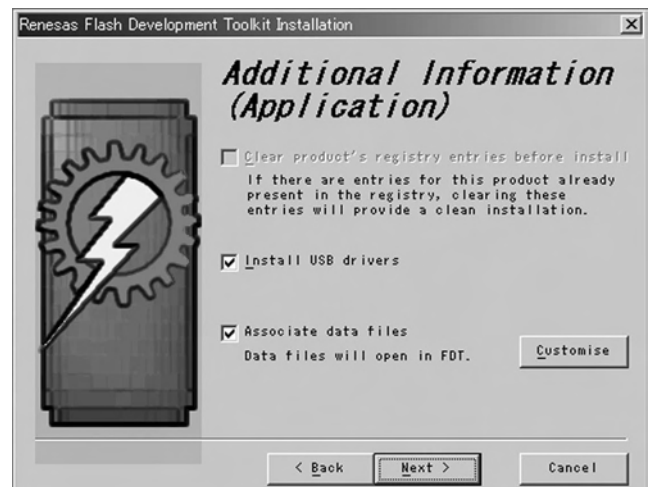 Renesas Flash Development Toolkit Installation
Additional Information
(Application)
Clear product's registry entries before install
If there are entries for this product already
present in the registry, clearing these
entries will provide a clean installation.
Install USB drivers
Associate data files
Data files will open in FDT.
Customise
< Back
Next >
Cancel